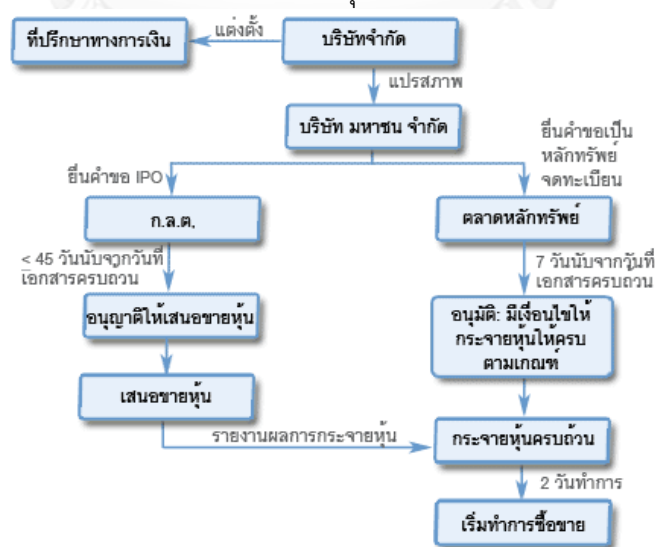 ที่ปรึกษาทางการเงิน
แต่งตั้ง
บริษัทจำกัด
แปรสภาพ
บริษัท มหาชน จำกัด
ยื่นคำขอ IPO
ยื่นคำขอเป็น
หลักทรัพย์
จดทะเบียน
ก.ล.ต.
ตลาดหลักทรัพย์
< 45 วันนับจากวันที่
เอกสารครบถ้วน
7 วันนับจากวันที่
เอกสารครบถ้วน
อนุญาติให้เสนอขายหุ้น
อนุมัติ: มีเงื่อนไขให้
กระจายหุ้นให้ครบ
ตามเกณฑ์
เสนอขายหุ้น
รายงานผลการกระจายหุ้น
กระจายหุ้นครบถ้วน
2 วันทำการ
เริ่มทำการซื้อขาย